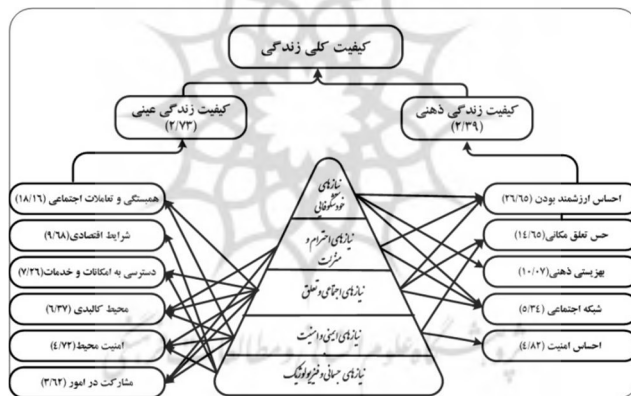 کیفیت کلی زندگی
کیفیت زندگی ذهنی
(۲/۳۹)
کیفیت زندگی عینی
(۲/۷۳)
احساس ارزشمند بودن (۲۶/۶۵)
حس تعلق مکانی (۱۴/۶۵)
بهزیستی ذهنی (۱۰/۰۷)
شبکه اجتماعی (۵/۳۴)
احساس امنیت (۴/۸۲)
نیازهای
خودشکوفائی
نیازهای احترام و
منزلت
نیازهای اجتماعی و تعلق
نیازهای ایمنی و امنیت
نیازهای جسمانی و فیزیولوژیک
همبستگی و تعاملات اجتماعی (۱۸/۱۶)
شرایط اقتصادی (۹/۶۸)
دسترسی به امکانات و خدمات (۷/۲۶)
محیط کالبدی (۶/۳۷)
امنیت محیط (۴/۷۲)
مشارکت در امور (۳/۶۲)